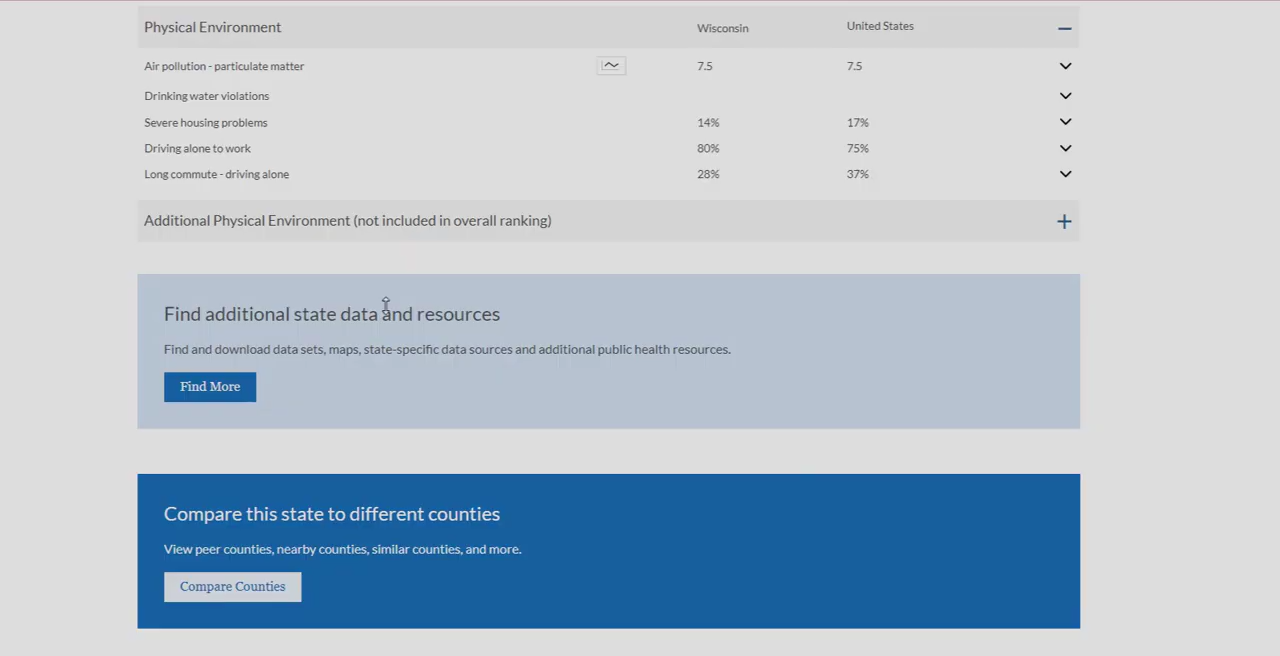 Physical Environment Wisconsin United States
Air pollution - particulate matter 7.5 7.5
Drinking water violations
Severe housing problems 14% 17%
Driving alone to work 80% 75%
Long commute - driving alone 28% 37%
Additional Physical Environment (not included in overall ranking)
Find additional state data and resources
Find and download data sets, maps, state-specific data sources and additional public health resources.
Find More
Compare this state to different counties
View peer counties, nearby counties, similar counties, and more.
Compare Counties